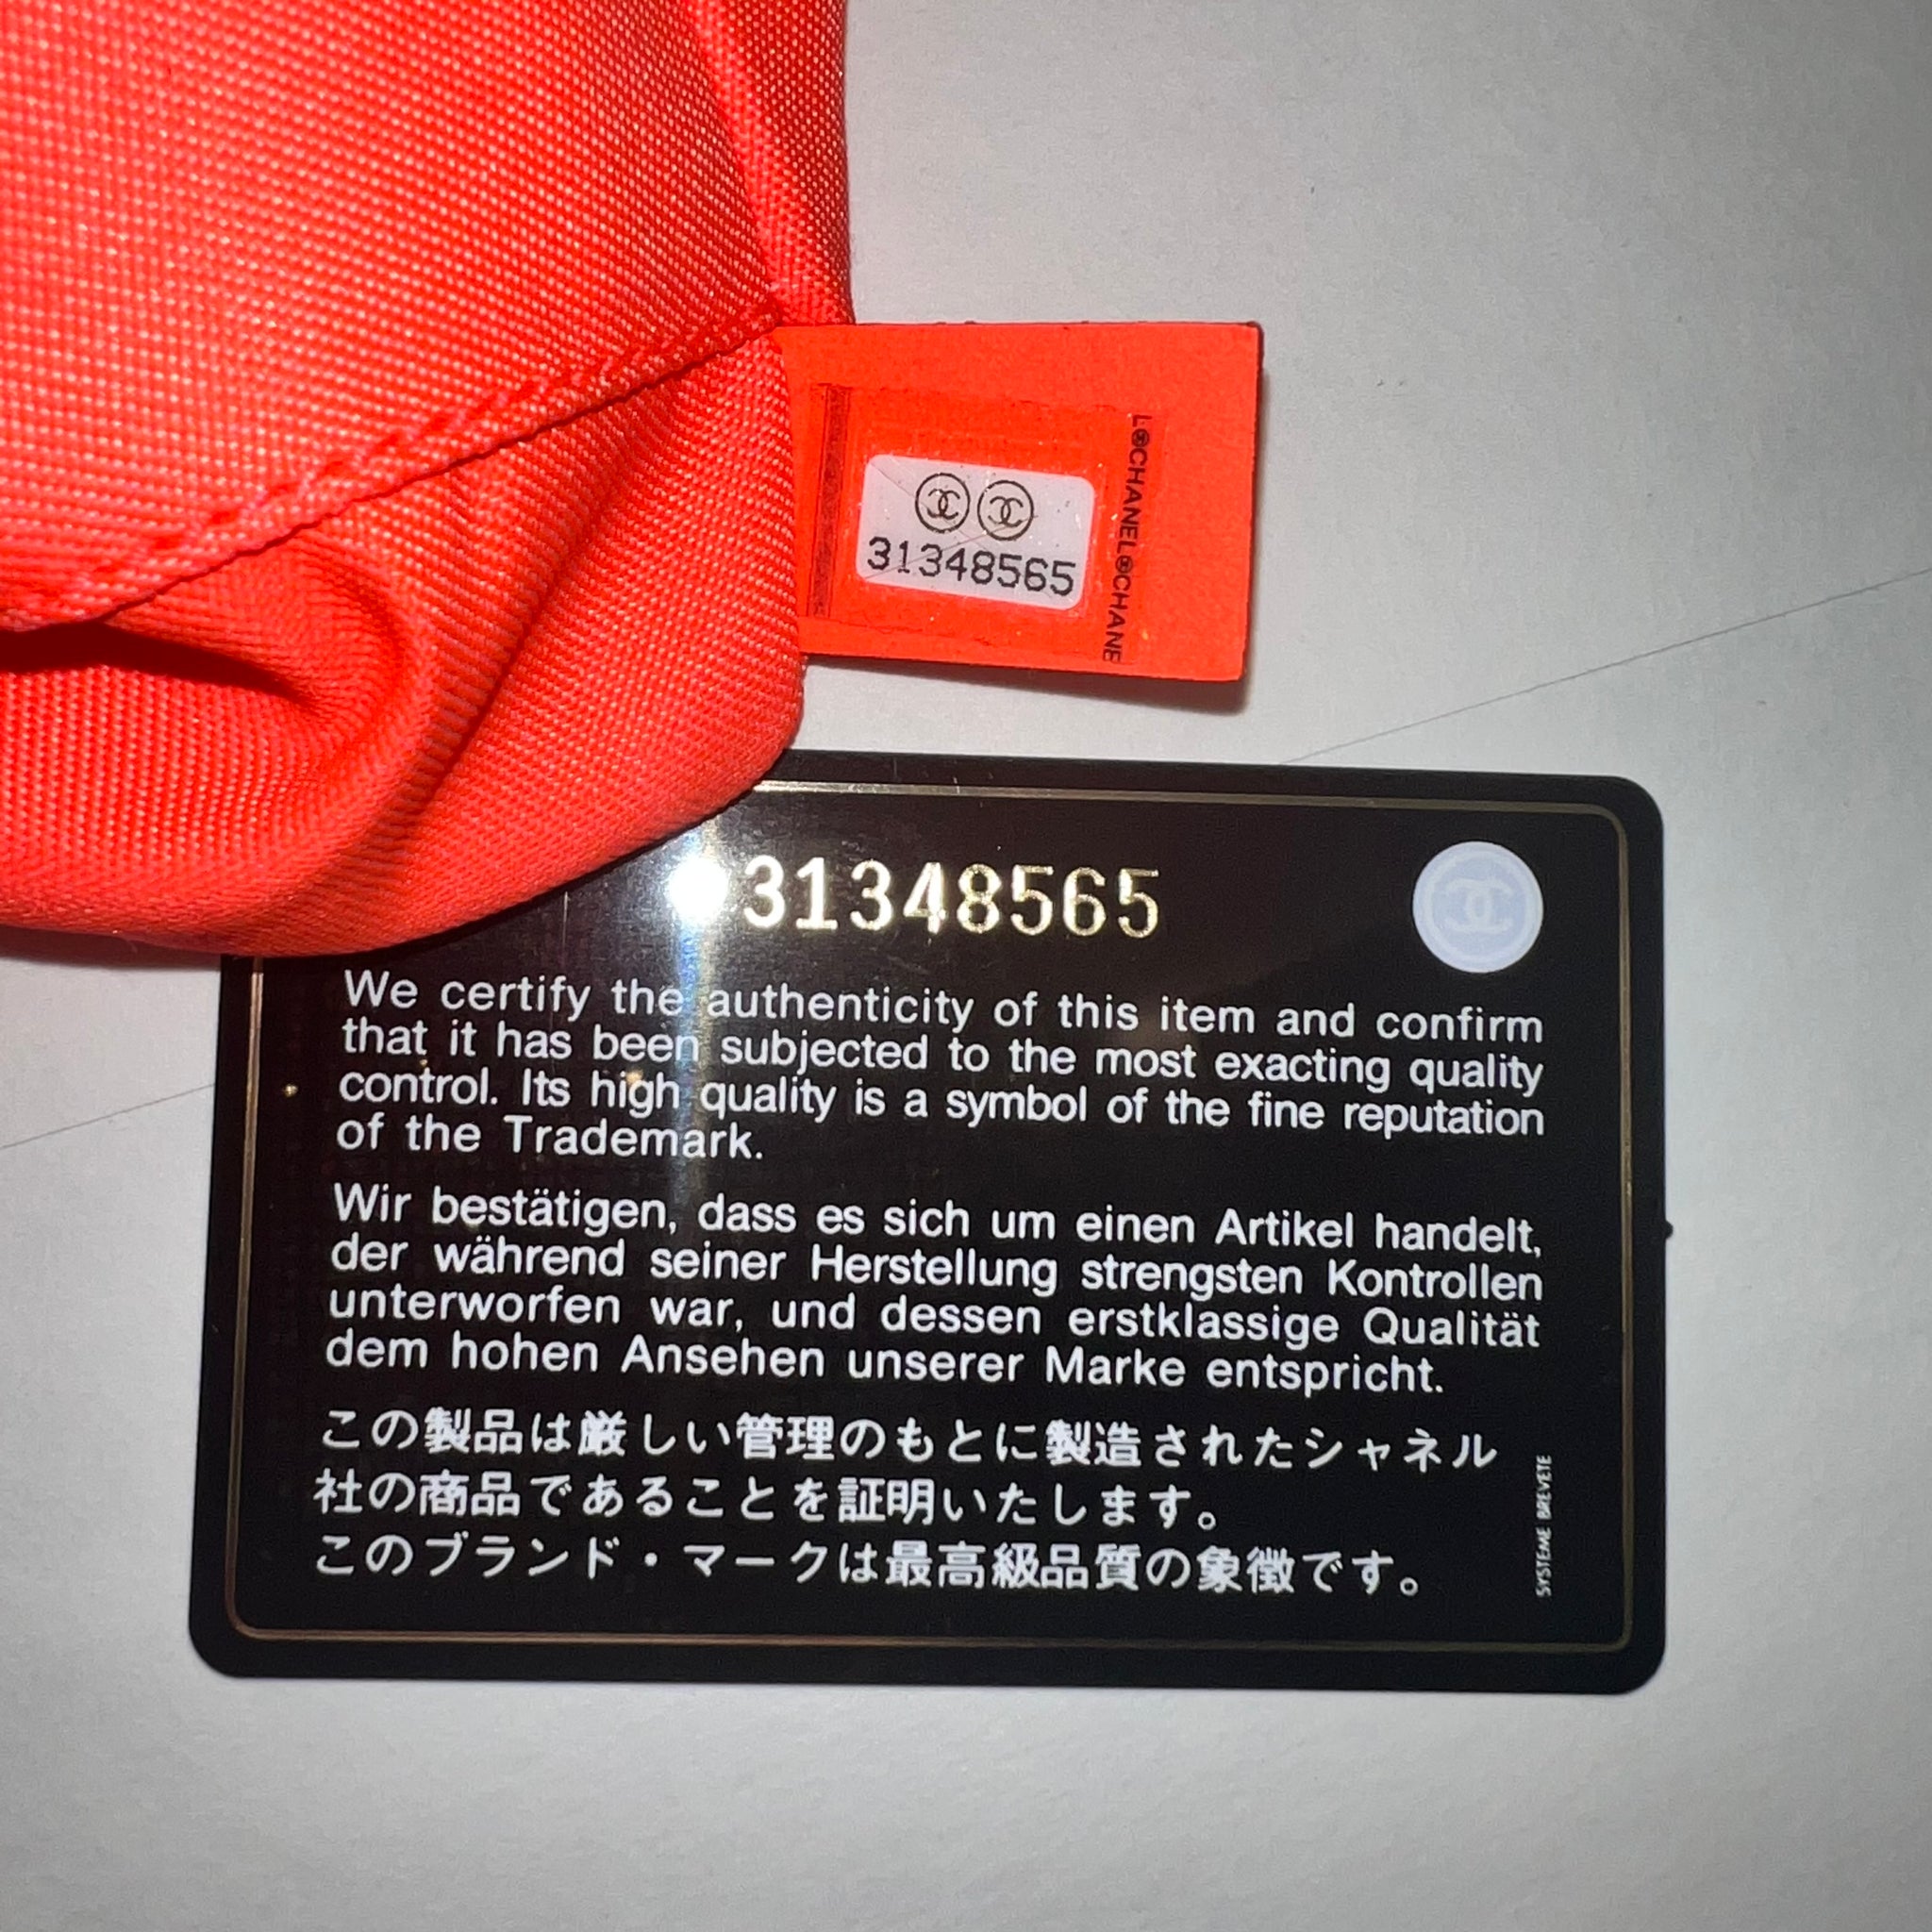 31348565
L©CHANELL©CHANE
31348565
We certify the authenticity of this item and confirm
that it has been subjected to the most exacting quality
control. Its high quality is a symbol of the fine reputation
of the Trademark.
Wir bestätigen, dass es sich um einen Artikel handelt,
der während seiner Herstellung strengsten Kontrollen
unterworfen war, und dessen erstklassige Qualität
dem hohen Ansehen unserer Marke entspricht.
この製品は厳しい管理のもとに製造されたシャネル
社の商品であることを証明いたします。
このブランド・マークは最高級品質の象徴です。
SYSTEME BREVETE